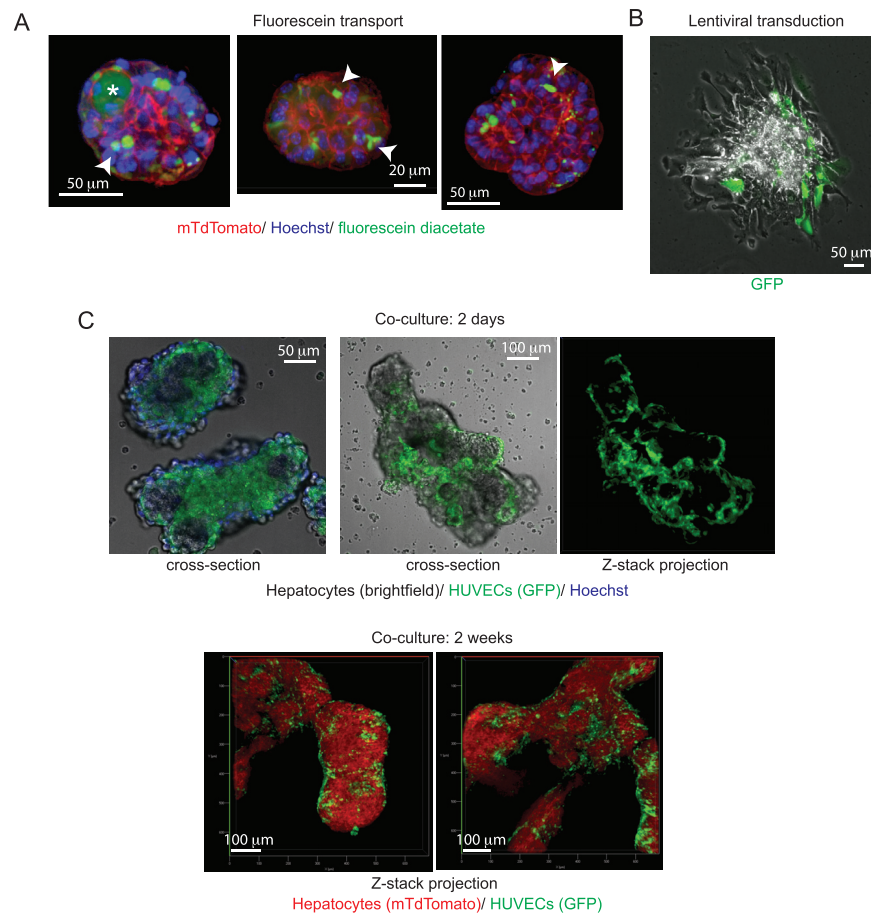 A
Fluorescein transport
*
50 μm
20 μm
50 μm
mTdTomato/ Hoechst/ fluorescein diacetate
B
Lentiviral transduction
50 μm
GFP
C
Co-culture: 2 days
50 μm
100 μm
cross-section
cross-section
Z-stack projection
Hepatocytes (brightfield)/ HUVECs (GFP)/ Hoechst
Co-culture: 2 weeks
100 μm
100 μm
Z-stack projection
Hepatocytes (mTdTomato)/ HUVECs (GFP)